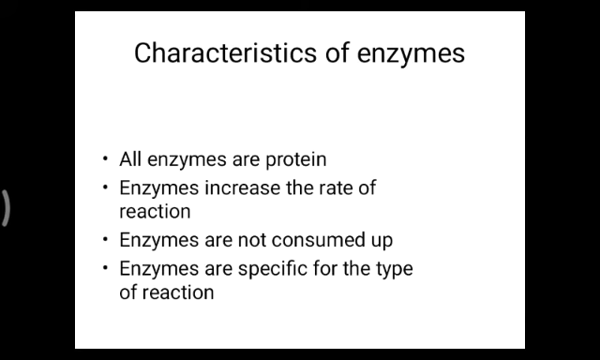 Characteristics of enzymes
• All enzymes are protein
• Enzymes increase the rate of
reaction
• Enzymes are not consumed up
• Enzymes are specific for the type
of reaction